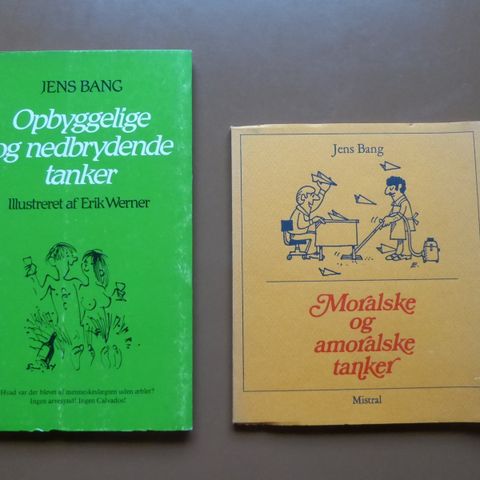 JENS BANG
Opbyggelige
og nedbrydende
tanker
Illustreret af Erik Werner
Hvad var der blevet af menneskeslægten uden æblet?
Ingen arvesynd! Ingen Calvados!
Jens Bang
Moralske
og
amoralske
tanker
Mistral